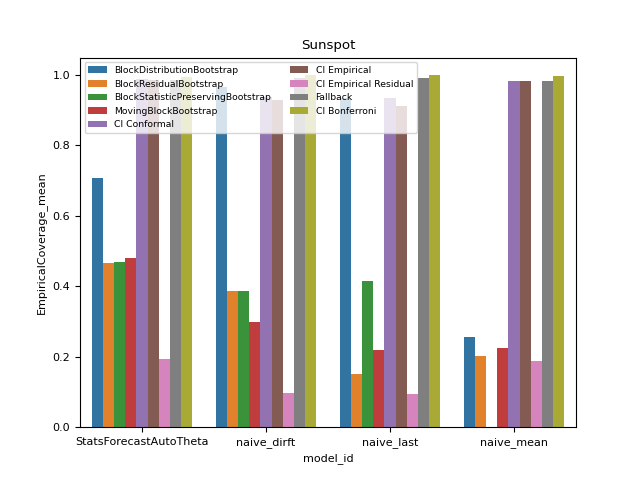 Sunspot
BlockDistributionBootstrap
BlockResidualBootstrap
BlockStatisticPreservingBootstrap
MovingBlockBootstrap
CI Conformal
CI Empirical
CI Empirical Residual
Fallback
CI Bonferroni
EmpiricalCoverage_mean
1.0
0.8
0.6
0.4
0.2
0.0
StatsForecastAutoTheta naive_dirft naive_last naive_mean
model_id